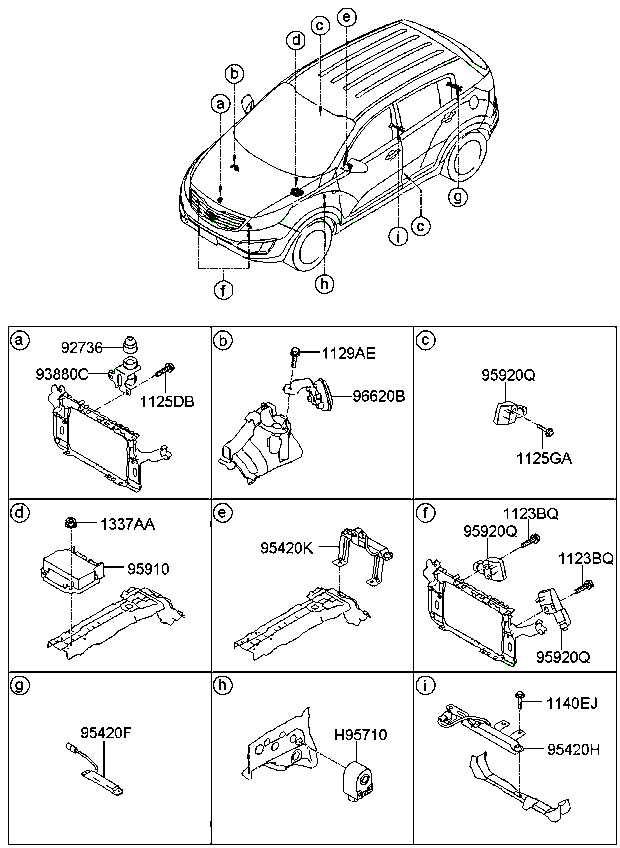 e
c
d
b
a
g
c
i
h
f
a
92736
93880C
1125DB
b
1129AE
96620B
c
95920Q
1125GA
d
1337AA
95910
e
95420K
f
1123BQ
95920Q
1123BQ
95920Q
g
95420F
h
H95710
i
1140EJ
95420H